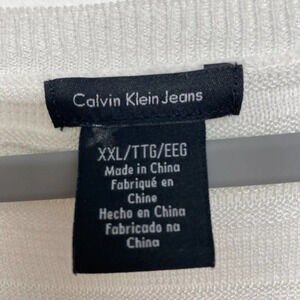 Calvin Klein Jeans
XXL/TTG/EEG
Made in China
Fabriqué en
Chine
Hecho en China
Fabricado na
China